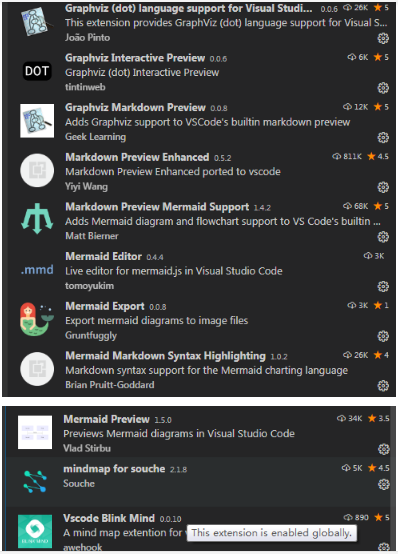 Graphviz (dot) language support for Visual Studi... 0.0.6 26K 5
This extension provides GraphViz (dot) language support for Visual S...
João Pinto
DOT
Graphviz Interactive Preview 0.0.6 6K 5
Graphviz (dot) Interactive Preview
tintinweb
Graphviz Markdown Preview 0.0.8 12K 5
Adds Graphviz support to VSCode's builtin markdown preview
Geek Learning
Markdown Preview Enhanced 0.5.2 811K 4.5
Markdown Preview Enhanced ported to vscode
Yiyi Wang
Markdown Preview Mermaid Support 1.4.2 68K 5
Adds Mermaid diagram and flowchart support to VS Code's builtin ...
Matt Bierner
.mmd
Mermaid Editor 0.4.4 3K
Live editor for mermaid.js in Visual Studio Code
tomoyukim
Mermaid Export 0.0.8 3K 1
Export mermaid diagrams to image files
Gruntfuggly
Mermaid Markdown Syntax Highlighting 1.0.2 26K 4
Markdown syntax support for the Mermaid charting language
Brian Pruitt-Goddard
Mermaid Preview 1.5.0 34K 3.5
Previews Mermaid diagrams in Visual Studio Code
Vlad Stirbu
mindmap for souche 2.1.8 5K 4.5
Souche
Vscode Blink Mind 0.0.10 890 5
A mind map extention for
This extension is enabled globally.
awehook